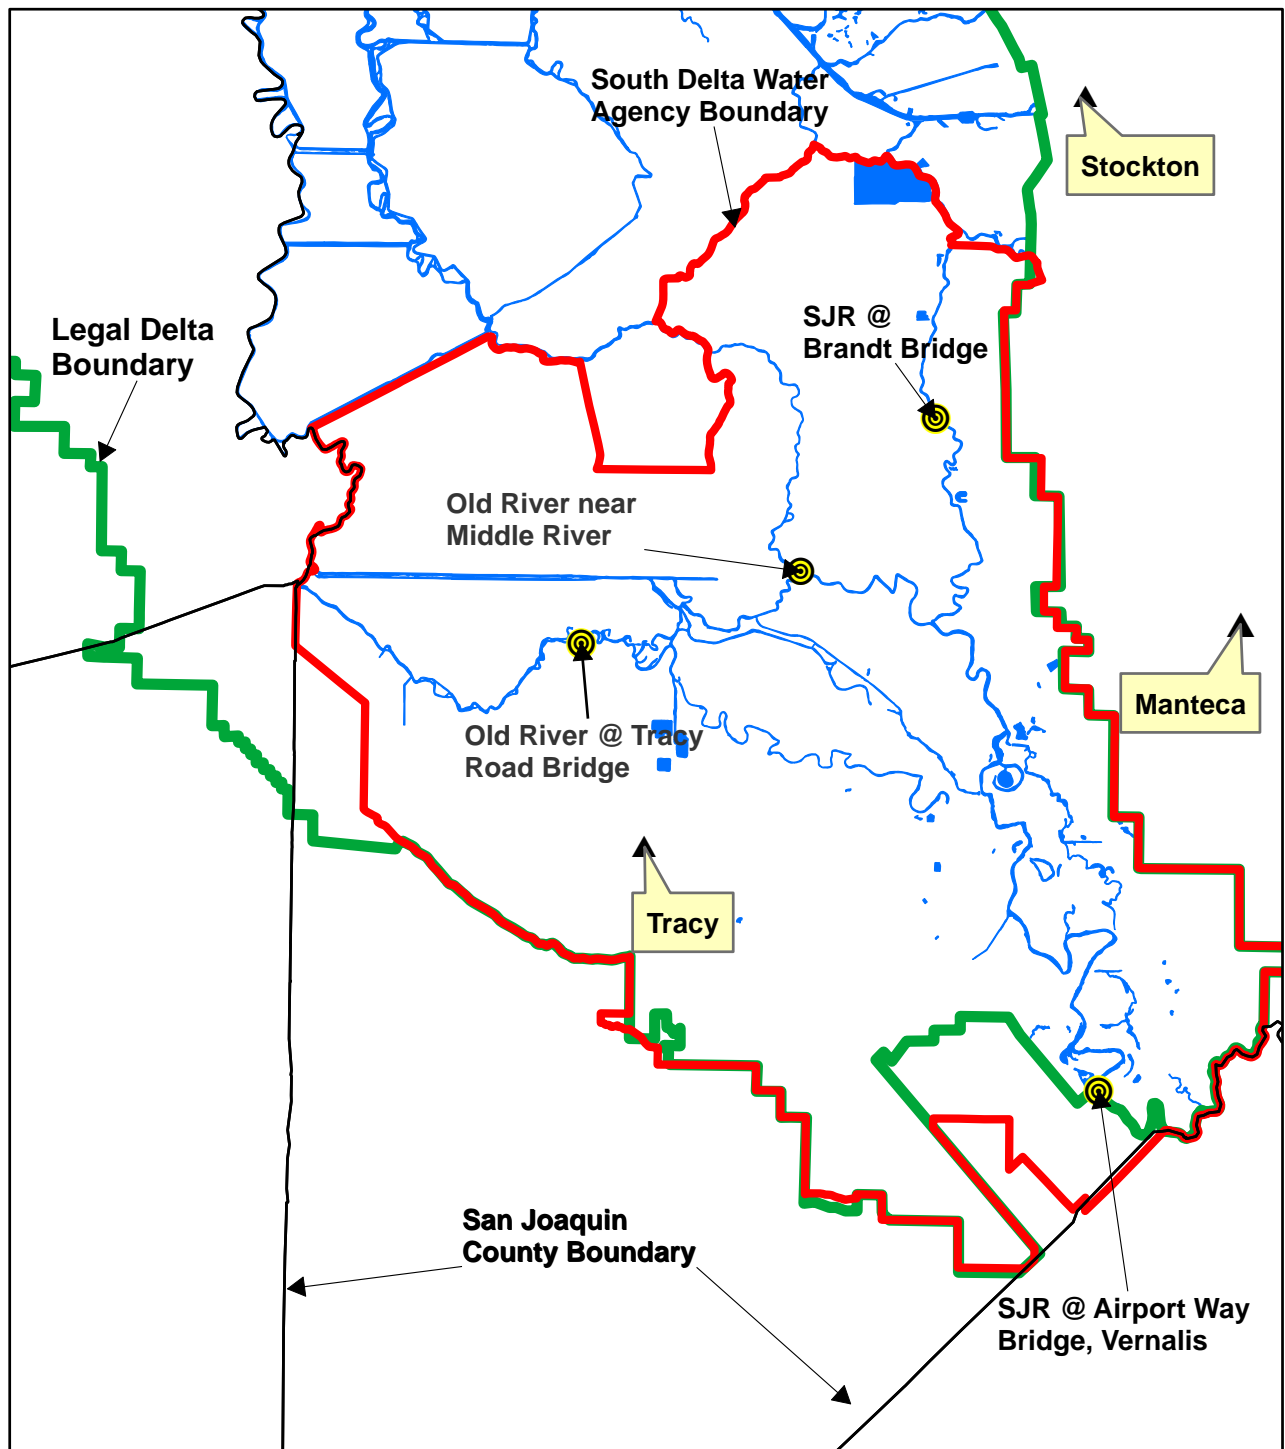 South Delta Water
Agency Boundary
Stockton
Legal Delta
Boundary
SJR @
Brandt Bridge
Old River near
Middle River
Manteca
Old River @ Tracy
Road Bridge
Tracy
San Joaquin
County Boundary
SJR @ Airport Way
Bridge, Vernalis